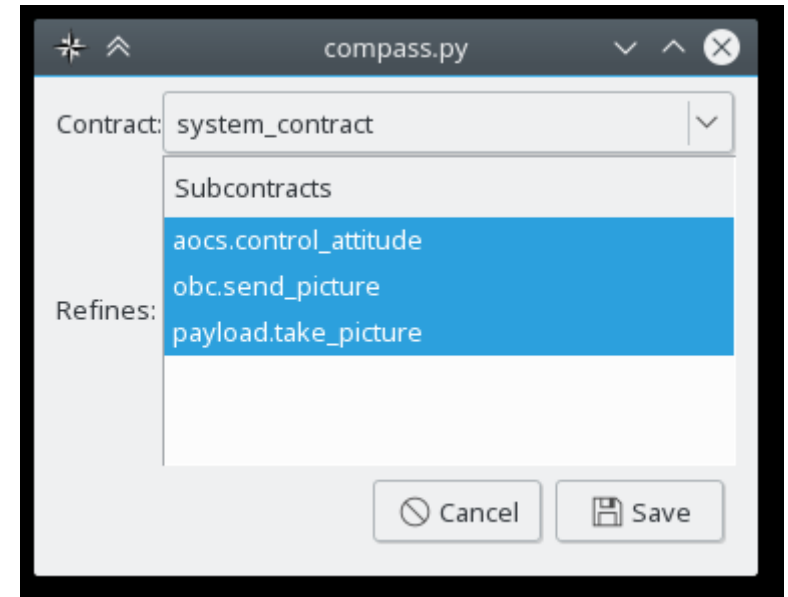 compass.py
Contract: system_contract
Subcontracts
aocs.control_attitude
obc.send_picture
Refines:
payload.take_picture
Cancel Save